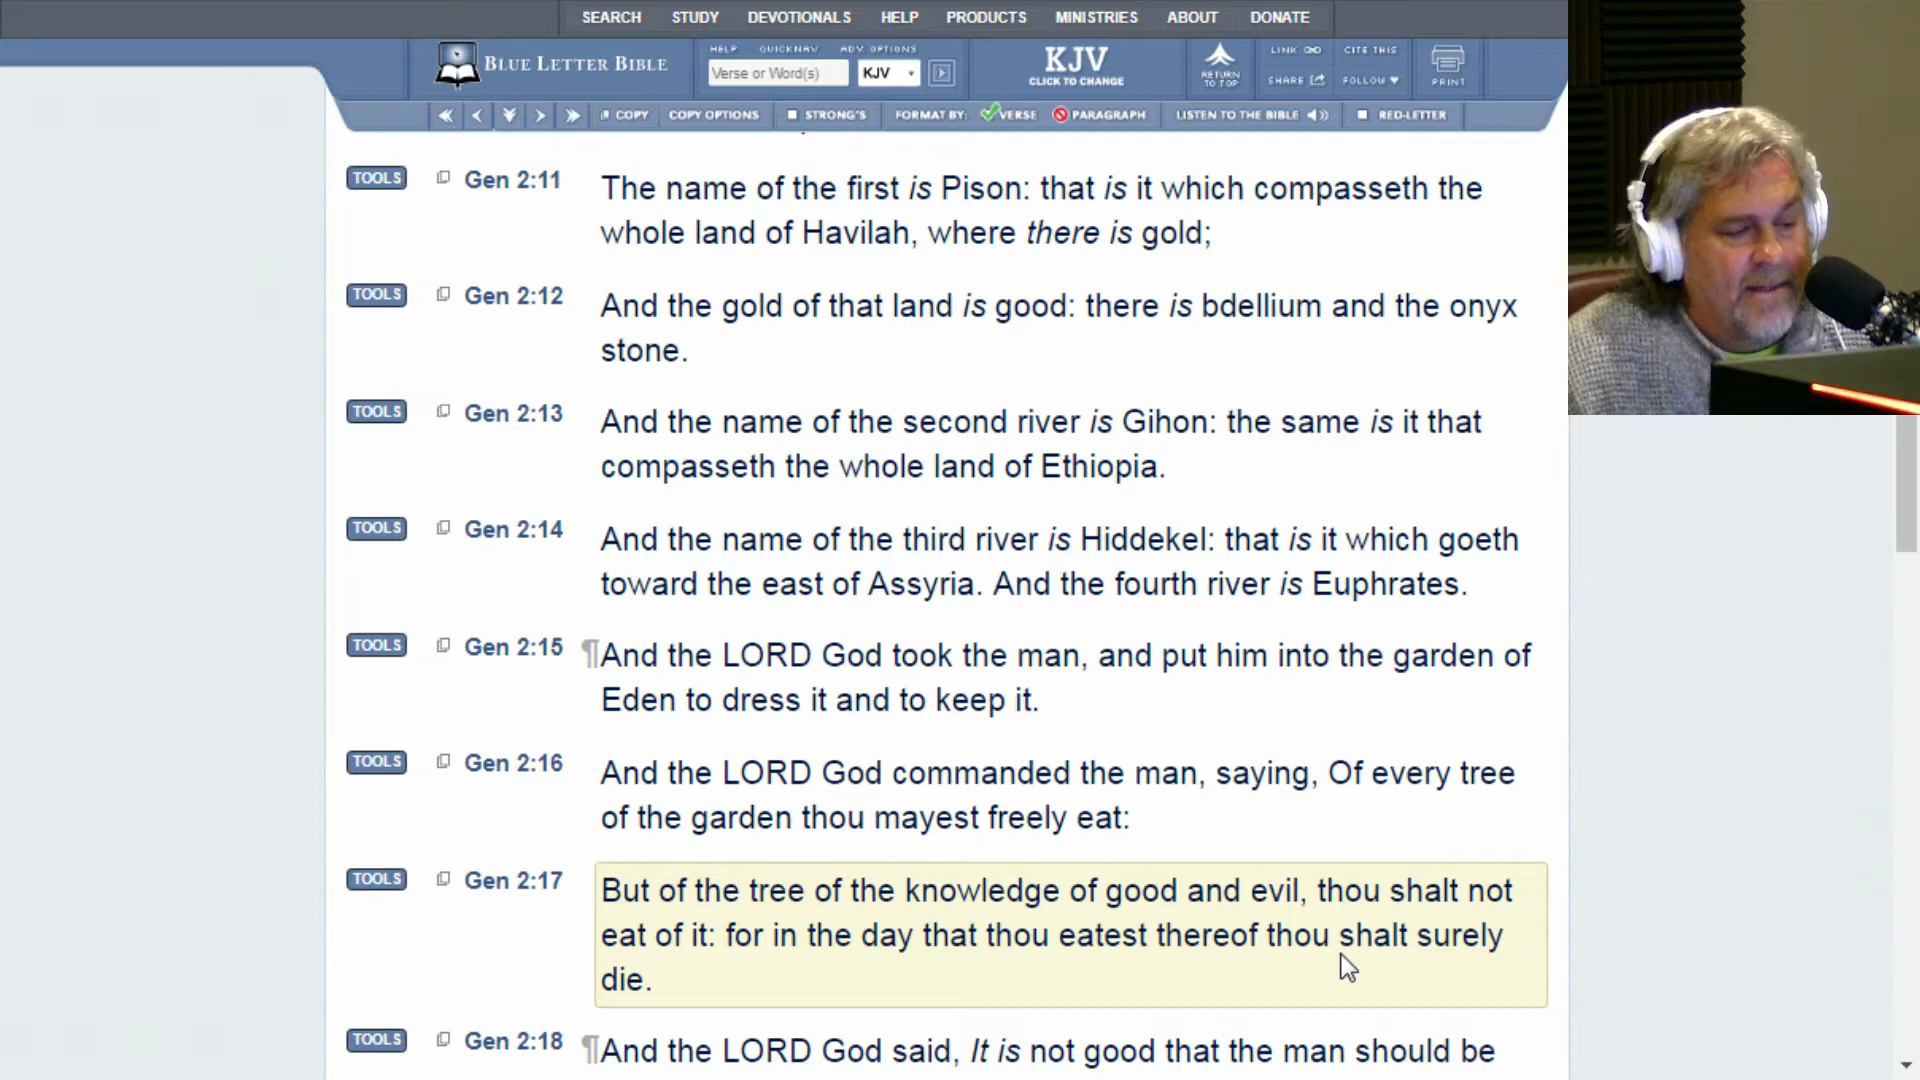 SEARCH STUDY DEVOTIONALS HELP PRODUCTS MINISTRIES ABOUT DONATE
BLUE LETTER BIBLE
HELP QUICKNAV ADV. OPTIONS
Verse or Word(s) KJV
KJV
CLICK TO CHANGE
RETURN
TO TOP
LINK CITE THIS
SHARE FOLLOW
PRINT
COPY COPY OPTIONS STRONG'S FORMAT BY: VERSE PARAGRAPH LISTEN TO THE BIBLE RED-LETTER
TOOLS Gen 2:11 The name of the first is Pison: that is it which compasseth the
whole land of Havilah, where there is gold;
TOOLS Gen 2:12 And the gold of that land is good: there is bdellium and the onyx
stone.
TOOLS Gen 2:13 And the name of the second river is Gihon: the same is it that
compasseth the whole land of Ethiopia.
TOOLS Gen 2:14 And the name of the third river is Hiddekel: that is it which goeth
toward the east of Assyria. And the fourth river is Euphrates.
TOOLS Gen 2:15 ¶And the LORD God took the man, and put him into the garden of
Eden to dress it and to keep it.
TOOLS Gen 2:16 And the LORD God commanded the man, saying, Of every tree
of the garden thou mayest freely eat:
TOOLS Gen 2:17 But of the tree of the knowledge of good and evil, thou shalt not
eat of it: for in the day that thou eatest thereof thou shalt surely
die.
TOOLS Gen 2:18 ¶And the LORD God said, It is not good that the man should be